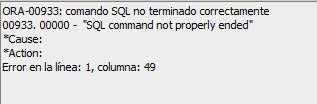 ORA-00933: comando SQL no terminado correctamente
00933. 00000 -  "SQL command not properly ended"
*Cause:
*Action:
Error en la línea: 1, columna: 49